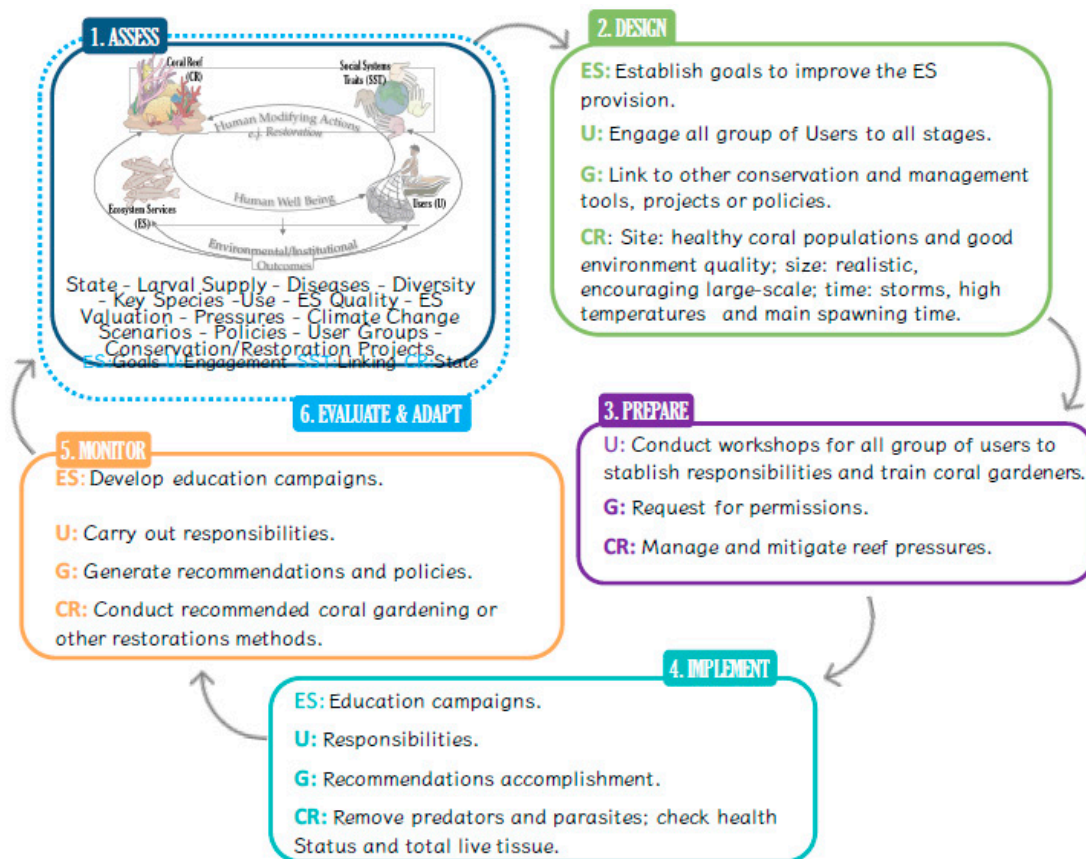 1. ASSESS
Coral Reef
(CR)
Social Systems
Traits (SST)
Human Modifying Actions
e.j. Restoration
Human Well Being
Ecosystem Services
(ES)
Users (U)
Environmental/Institutional
Outcomes
State - Larval Supply - Diseases - Diversity
- Key Species -Use - ES Quality - ES
Valuation - Pressures - Climate Change
Scenarios - Policies - User Groups -
Conservation/Restoration Projects
ES:Goals U:Engagement SST:Linking CR:State
2. DESIGN
ES: Establish goals to improve the ES
provision.
U: Engage all group of Users to all stages.
G: Link to other conservation and management
tools, projects or policies.
CR: Site: healthy coral populations and good
environment quality; size: realistic,
encouraging large-scale; time: storms, high
temperatures and main spawning time.
3. PREPARE
U: Conduct workshops for all group of users to
stablish responsibilities and train coral gardeners.
G: Request for permissions.
CR: Manage and mitigate reef pressures.
4. IMPLEMENT
ES: Education campaigns.
U: Responsibilities.
G: Recommendations accomplishment.
CR: Remove predators and parasites; check health
Status and total live tissue.
5. MONITOR
ES: Develop education campaigns.
U: Carry out responsibilities.
G: Generate recommendations and policies.
CR: Conduct recommended coral gardening or
other restorations methods.
6. EVALUATE & ADAPT